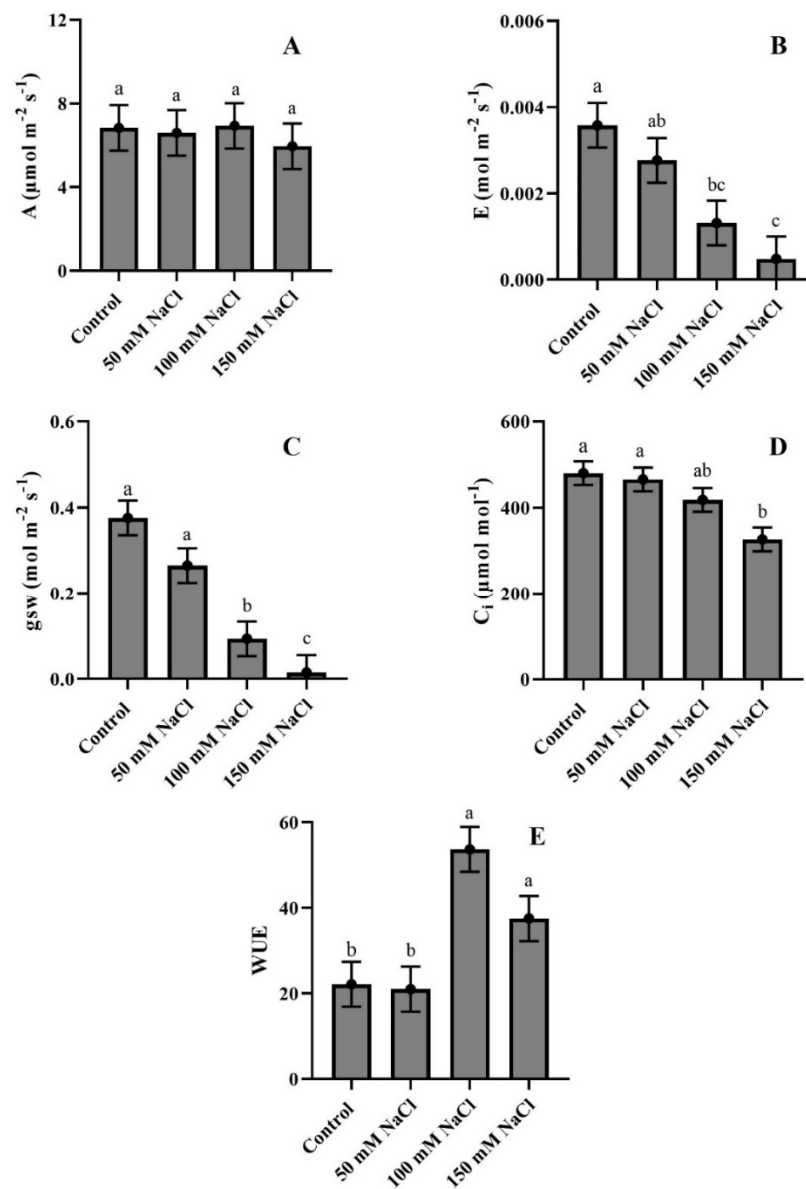 A
A (µmol m⁻² s⁻¹)
12
8
4
0
a
a
a
a
Control
50 mM NaCl
100 mM NaCl
150 mM NaCl
B
E (mol m⁻² s⁻¹)
0.006
0.004
0.002
0.000
a
ab
bc
c
Control
50 mM NaCl
100 mM NaCl
150 mM NaCl
C
gsw (mol m⁻² s⁻¹)
0.6
0.4
0.2
0.0
a
a
b
c
Control
50 mM NaCl
100 mM NaCl
150 mM NaCl
D
Cᵢ (µmol mol⁻¹)
600
400
200
0
a
a
ab
b
Control
50 mM NaCl
100 mM NaCl
150 mM NaCl
E
WUE
60
40
20
0
b
b
a
a
Control
50 mM NaCl
100 mM NaCl
150 mM NaCl